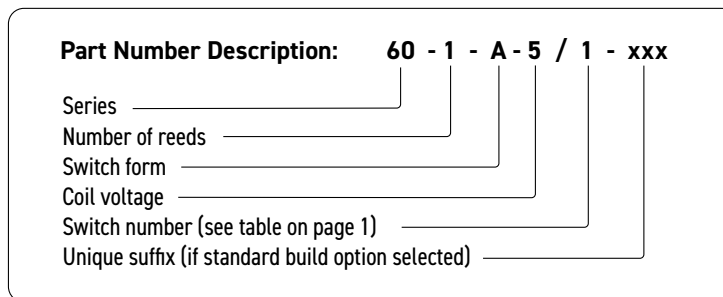 Part Number Description: 60 - 1 - A - 5 / 1 - xxx
Series
Number of reeds
Switch form
Coil voltage
Switch number (see table on page 1)
Unique suffix (if standard build option selected)